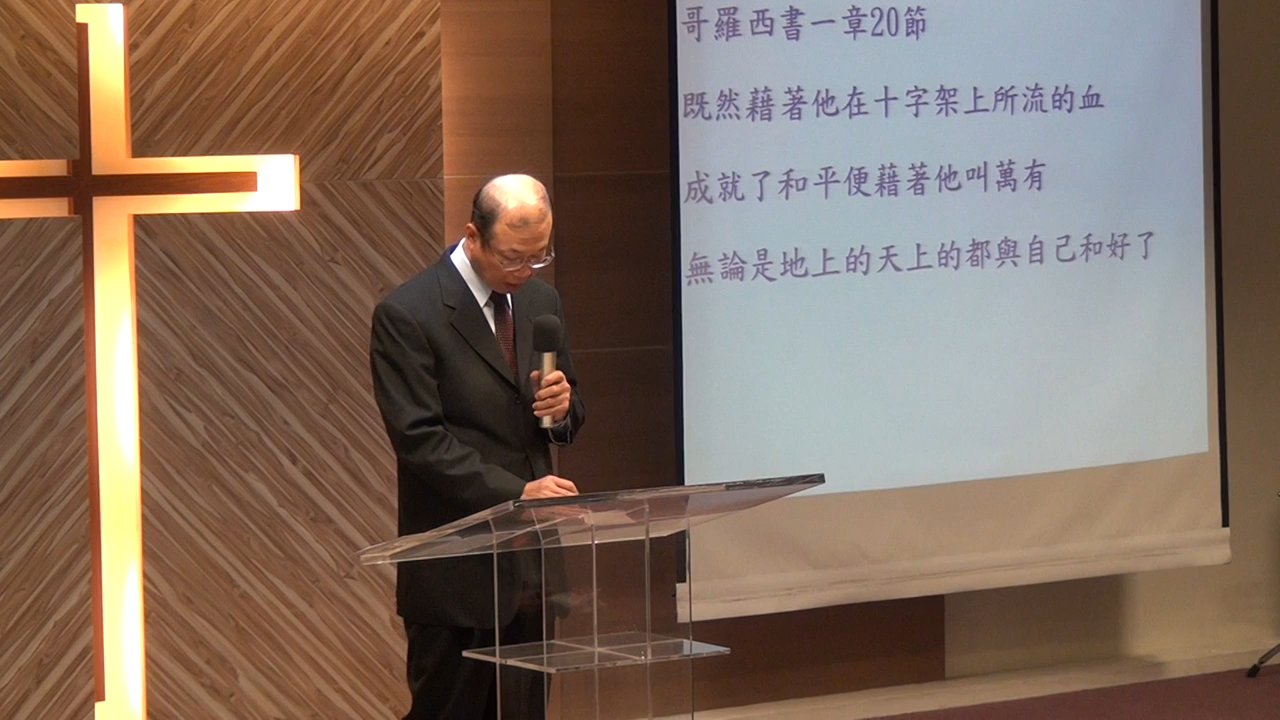 哥羅西書一章20節
既然藉著他在十字架上所流的血
成就了和平便藉著他叫萬有
無論是地上的天上的都與自己和好了